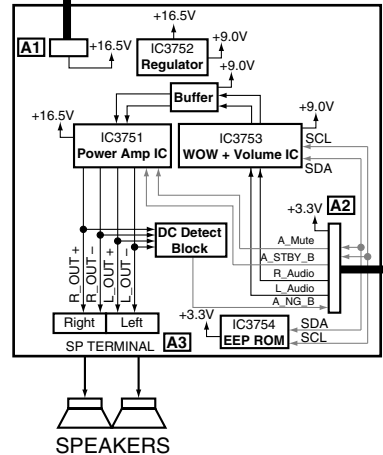 A1
+16.5V
+16.5V
IC3752
Regulator
+9.0V
+9.0V
Buffer
+16.5V
+9.0V
IC3751
Power Amp IC
IC3753
WOW + Volume IC
SCL
SDA
+3.3V
A2
R_OUT +
R_OUT –
L_OUT +
L_OUT –
DC Detect
Block
A_Mute
A_STBY_B
R_Audio
L_Audio
A_NG_B
Right
Left
SP TERMINAL
A3
+3.3V
IC3754
EEP ROM
SDA
SCL
SPEAKERS